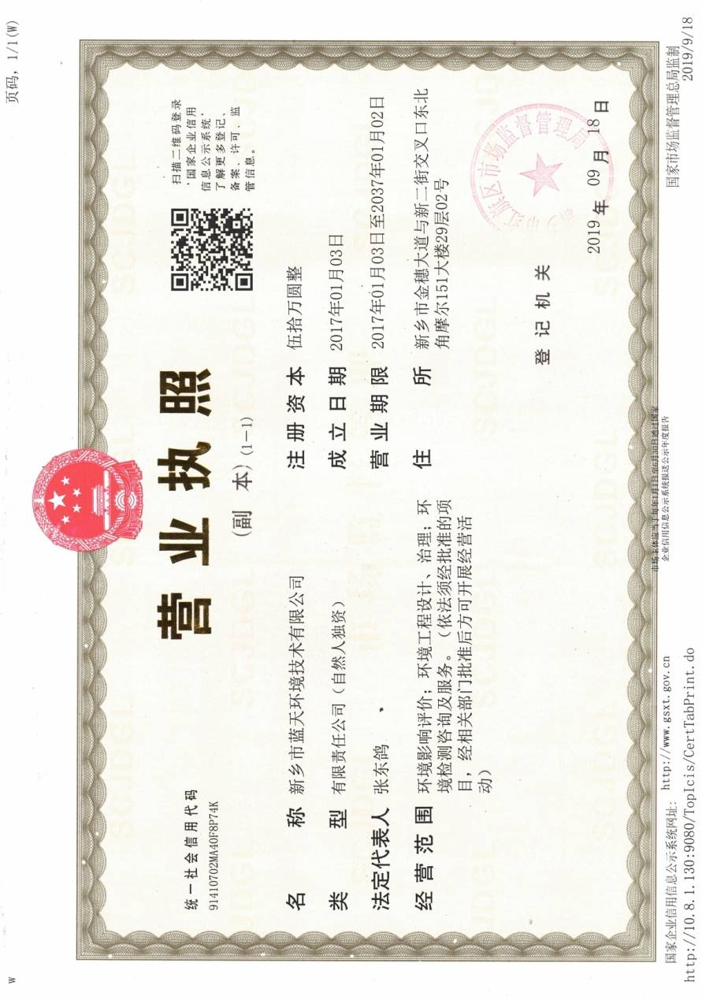 W
页码，1/1(W)
统一社会信用代码
91410702MA40F8P74K
营业执照
(副 本) (1-1)
扫描二维码登录
‘国家企业信用
信息公示系统’
了解更多登记、
备案、许可、监
管信息。
名 称 新乡市蓝天环境技术有限公司
类 型 有限责任公司（自然人独资）
法定代表人 张东鸽
经营范围 环境影响评价；环境工程设计、治理；环
境检测咨询及服务。（依法须经批准的项
目，经相关部门批准后方可开展经营活
动）
注册资本 伍拾万圆整
成立日期 2017年01月03日
营业期限 2017年01月03日至2037年01月02日
住 所 新乡市金穗大道与新二街交叉口东北
角摩尔151大楼29层02号
红旗区市场监督管理局
登记机关
2019 年 09 月 18 日
市场主体应当于每年1月1日至6月30日通过国家
企业信用信息公示系统报送公示年度报告
国家企业信用信息公示系统网址： http://www.gsxt.gov.cn
国家市场监督管理总局监制
http://10.8.1.130:9080/TopIcis/CertTabPrint.do
2019/9/18